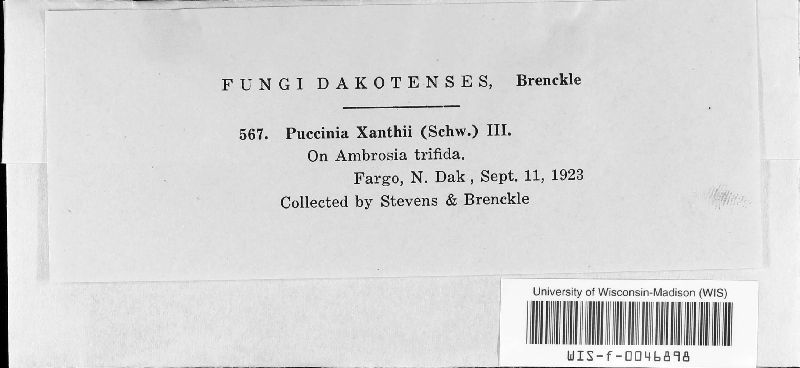 FUNGI DAKOTENSES, Brenckle
567. Puccinia Xanthii (Schw.) III.
On Ambrosia trifida.
Fargo, N. Dak, Sept. 11, 1923
Collected by Stevens & Brenckle
University of Wisconsin-Madison (WIS)
WIS-f-0046898